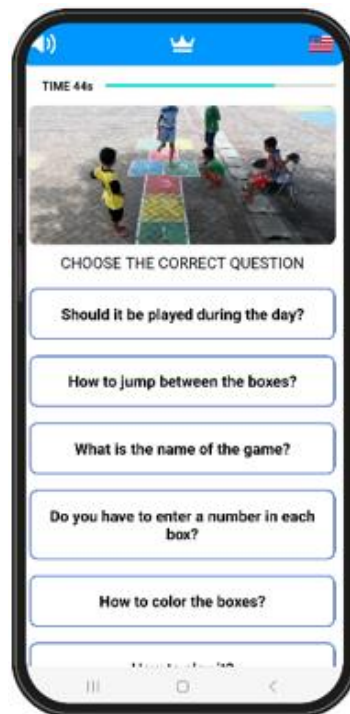 TIME 44s
CHOOSE THE CORRECT QUESTION
Should it be played during the day?
How to jump between the boxes?
What is the name of the game?
Do you have to enter a number in each
box?
How to color the boxes?